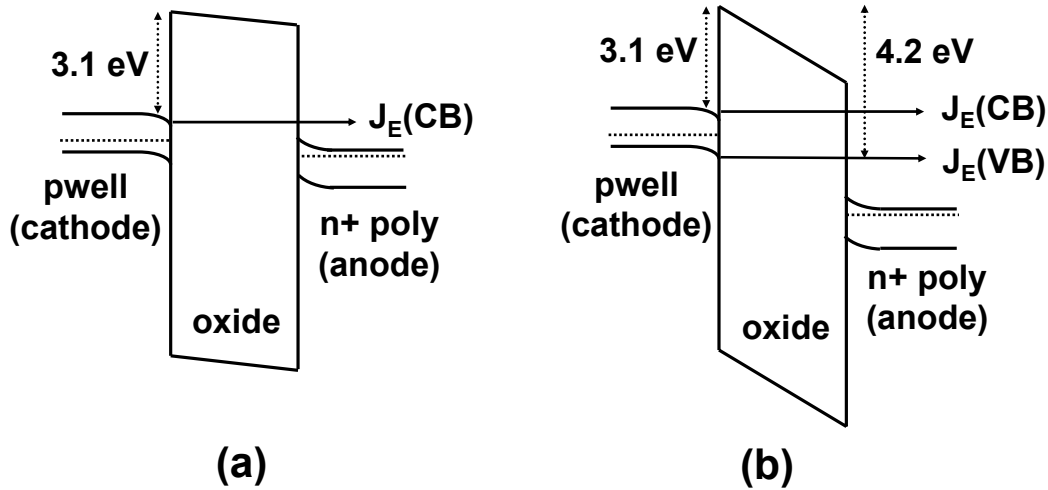 3.1 eV
J_E(CB)
pwell
(cathode)
n+ poly
(anode)
oxide
(a)
3.1 eV
4.2 eV
J_E(CB)
J_E(VB)
pwell
(cathode)
n+ poly
(anode)
oxide
(b)